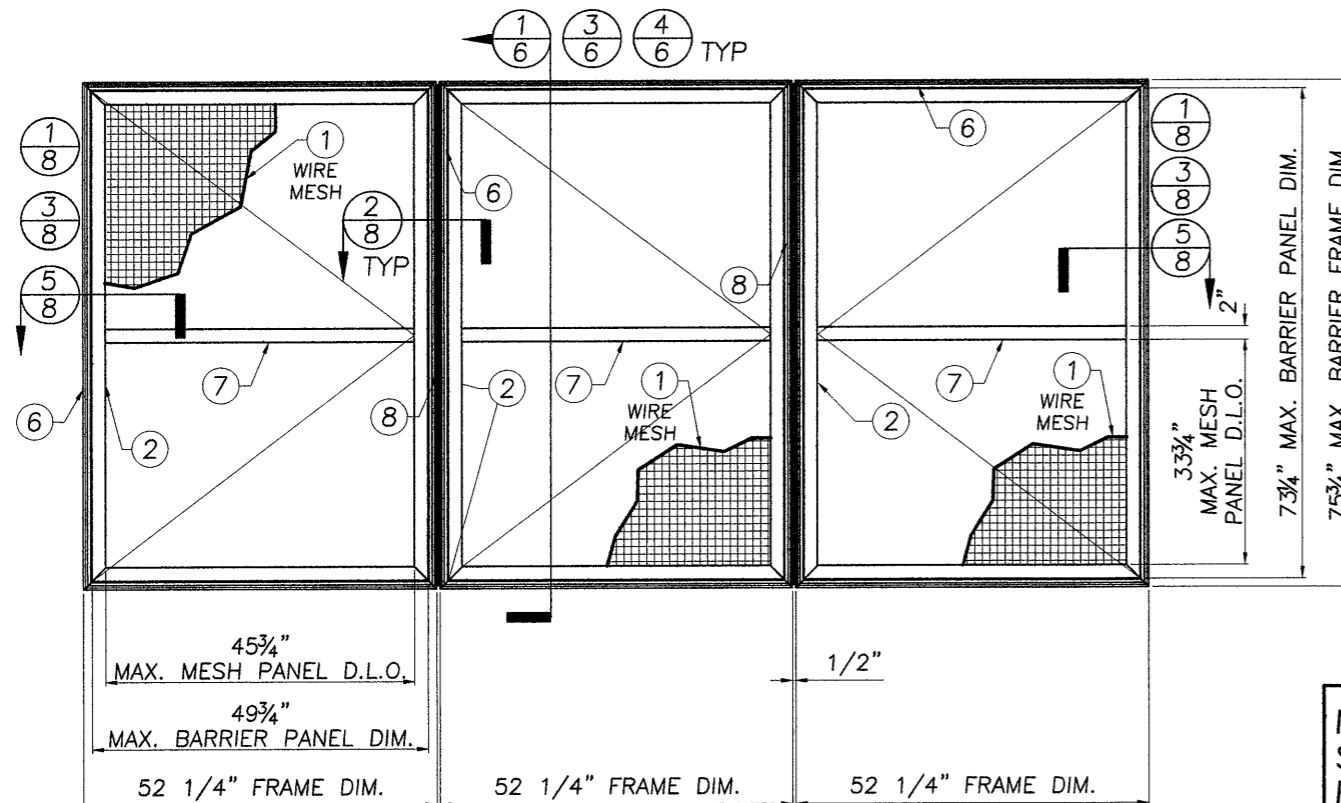 1 3 4
6 6 6 TYP
1
8
3
8
5
8
1
WIRE
MESH
2
8
TYP
6
6
8
1
8
3
8
5
8
2"
7
7
7
6
2
8
2
2
1
WIRE
MESH
1
WIRE
MESH
33¾"
MAX. MESH
PANEL D.L.O.
73¼" MAX. BARRIER PANEL DIM.
75¾" MAX. BARRIER FRAME DIM.
45¾"
MAX. MESH PANEL D.L.O.
1/2"
49¾"
MAX. BARRIER PANEL DIM.
52 1/4" FRAME DIM.
52 1/4" FRAME DIM.
52 1/4" FRAME DIM.